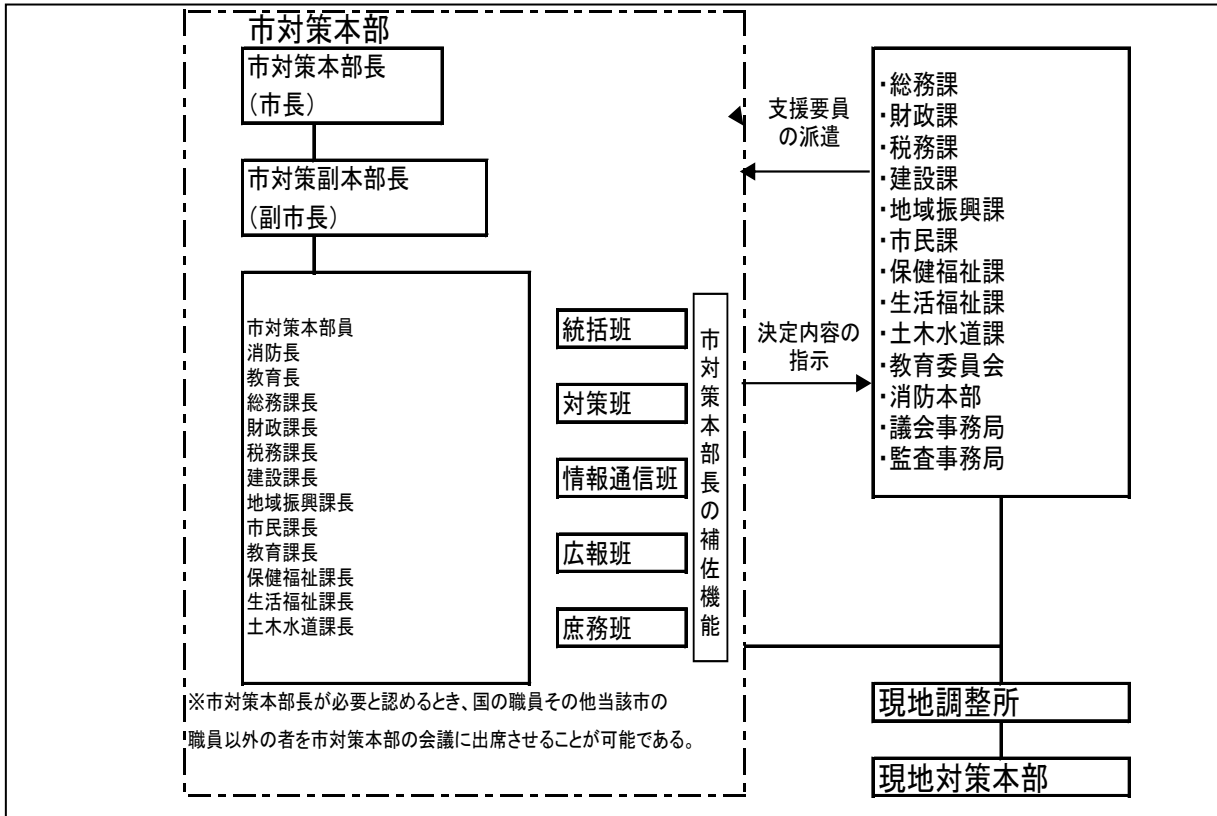 市対策本部
市対策本部長
(市長)
市対策副本部長
(副市長)
市対策本部員
消防長
教育長
総務課長
財政課長
税務課長
建設課長
地域振興課長
市民課長
教育課長
保健福祉課長
生活福祉課長
土木水道課長
統括班
対策班
情報通信班
広報班
庶務班
市対策本部長の補佐機能
※市対策本部長が必要と認めるとき、国の職員その他当該市の
職員以外の者を市対策本部の会議に出席させることが可能である。
支援要員
の派遣
決定内容の
指示
・総務課
・財政課
・税務課
・建設課
・地域振興課
・市民課
・保健福祉課
・生活福祉課
・土木水道課
・教育委員会
・消防本部
・議会事務局
・監査事務局
現地調整所
現地対策本部